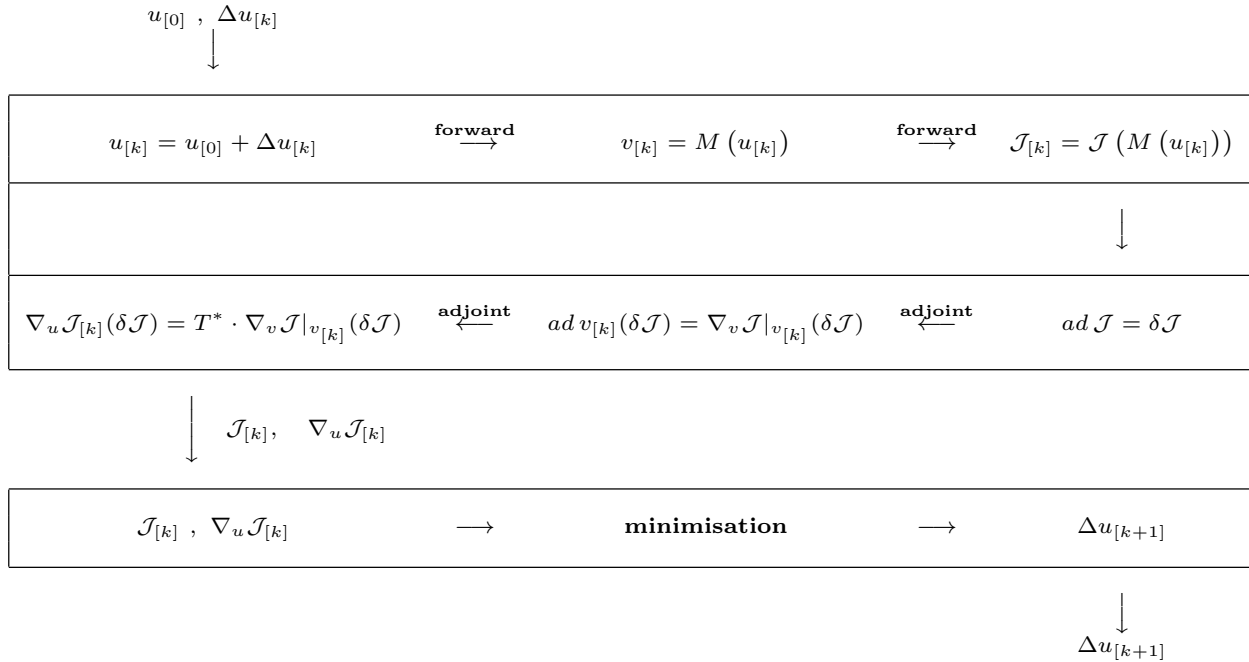 u_{[0]} , Δu_{[k]}
↓
u_{[k]} = u_{[0]} + Δu_{[k]} forward ⟶ v_{[k]} = M (u_{[k]}) forward ⟶ 𝒥_{[k]} = 𝒥 (M (u_{[k]}))
↓
∇_u 𝒥_{[k]}(δ𝒥) = T* · ∇_v 𝒥|_{v_{[k]}}(δ𝒥) adjoint ⟵ ad v_{[k]}(δ𝒥) = ∇_v 𝒥|_{v_{[k]}}(δ𝒥) adjoint ⟵ ad 𝒥 = δ𝒥
↓ 𝒥_{[k]}, ∇_u 𝒥_{[k]}
𝒥_{[k]} , ∇_u 𝒥_{[k]} ⟶ minimisation ⟶ Δu_{[k+1]}
↓
Δu_{[k+1]}